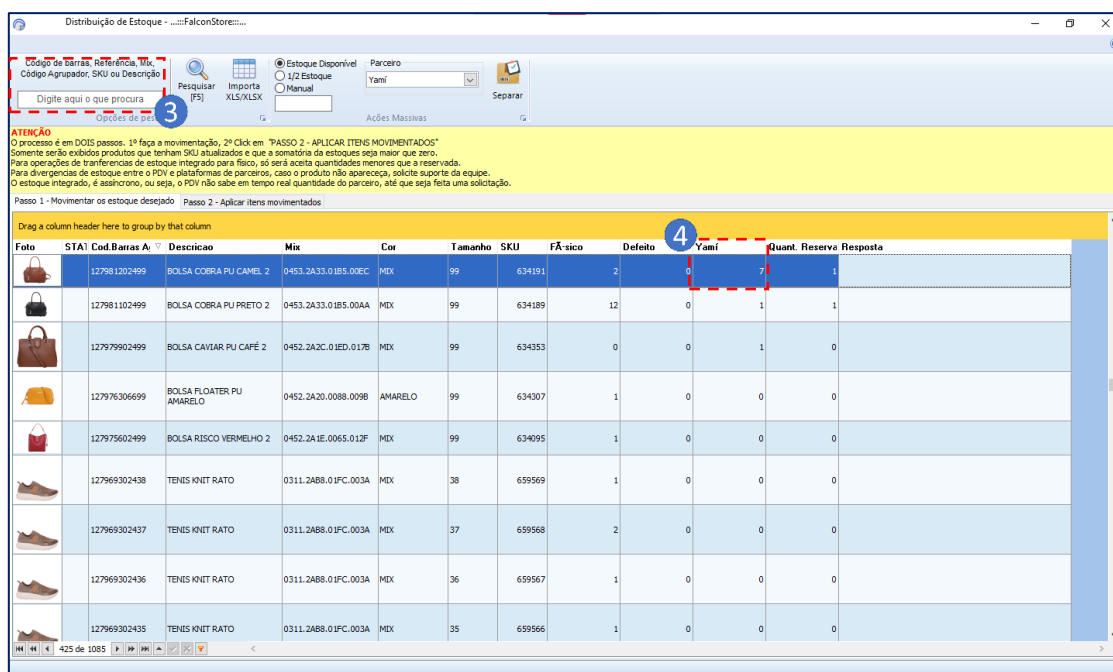 Distribuição de Estoque - ...:::FalconStore:::...
Código de barras, Referência, Mix,
Código Agrupador, SKU ou Descrição
Digite aqui o que procura
3
Opções de pes
Pesquisar
[F5]
Importa
XLS/XLSX
Estoque Disponível
1/2 Estoque
Manual
Parceiro
Yamí
Separar
Ações Massivas
ATENÇÃO
O processo é em DOIS passos. 1º faça a movimentação, 2º Click em "PASSO 2 - APLICAR ITENS MOVIMENTADOS"
Somente serão exibidos produtos que tenham SKU atualizados e que a somatória da estoques seja maior que zero.
Para operações de tranferencias de estoque integrado para físico, só será aceita quantidades menores que a reservada.
Para divergencias de estoque entre o PDV e plataformas de parceiros, caso o produto não apareceça, solicite suporte da equipe.
O estoque integrado, é assíncrono, ou seja, o PDV não sabe em tempo real quantidade do parceiro, até que seja feita uma solicitação.
Passo 1 - Movimentar os estoque desejado Passo 2 - Aplicar itens movimentados
Drag a column header here to group by that column
4
Foto STAT Cod.Barras A Descricao Mix Cor Tamanho SKU FÃ-sico Defeito Yamí Quant. Reserva Resposta
127981202499 BOLSA COBRA PU CAMEL 2 0453.2A33.01B5.00EC MIX 99 634191 2 0 7 1
127981102499 BOLSA COBRA PU PRETO 2 0453.2A33.01B5.00AA MIX 99 634189 12 0 1 1
127979902499 BOLSA CAVIAR PU CAFÉ 2 0452.2A2C.01ED.017B MIX 99 634353 0 0 1 0
127976306699 BOLSA FLOATER PU AMARELO 0452.2A20.0088.009B AMARELO 99 634307 1 0 0 0
127975602499 BOLSA RISCO VERMELHO 2 0452.2A1E.0065.012F MIX 99 634095 1 0 0 0
127969302438 TENIS KNIT RATO 0311.2AB8.01FC.003A MIX 38 659569 1 0 0 0
127969302437 TENIS KNIT RATO 0311.2AB8.01FC.003A MIX 37 659568 2 0 0 0
127969302436 TENIS KNIT RATO 0311.2AB8.01FC.003A MIX 36 659567 1 0 0 0
127969302435 TENIS KNIT RATO 0311.2AB8.01FC.003A MIX 35 659566 1 0 0 0
425 de 1085